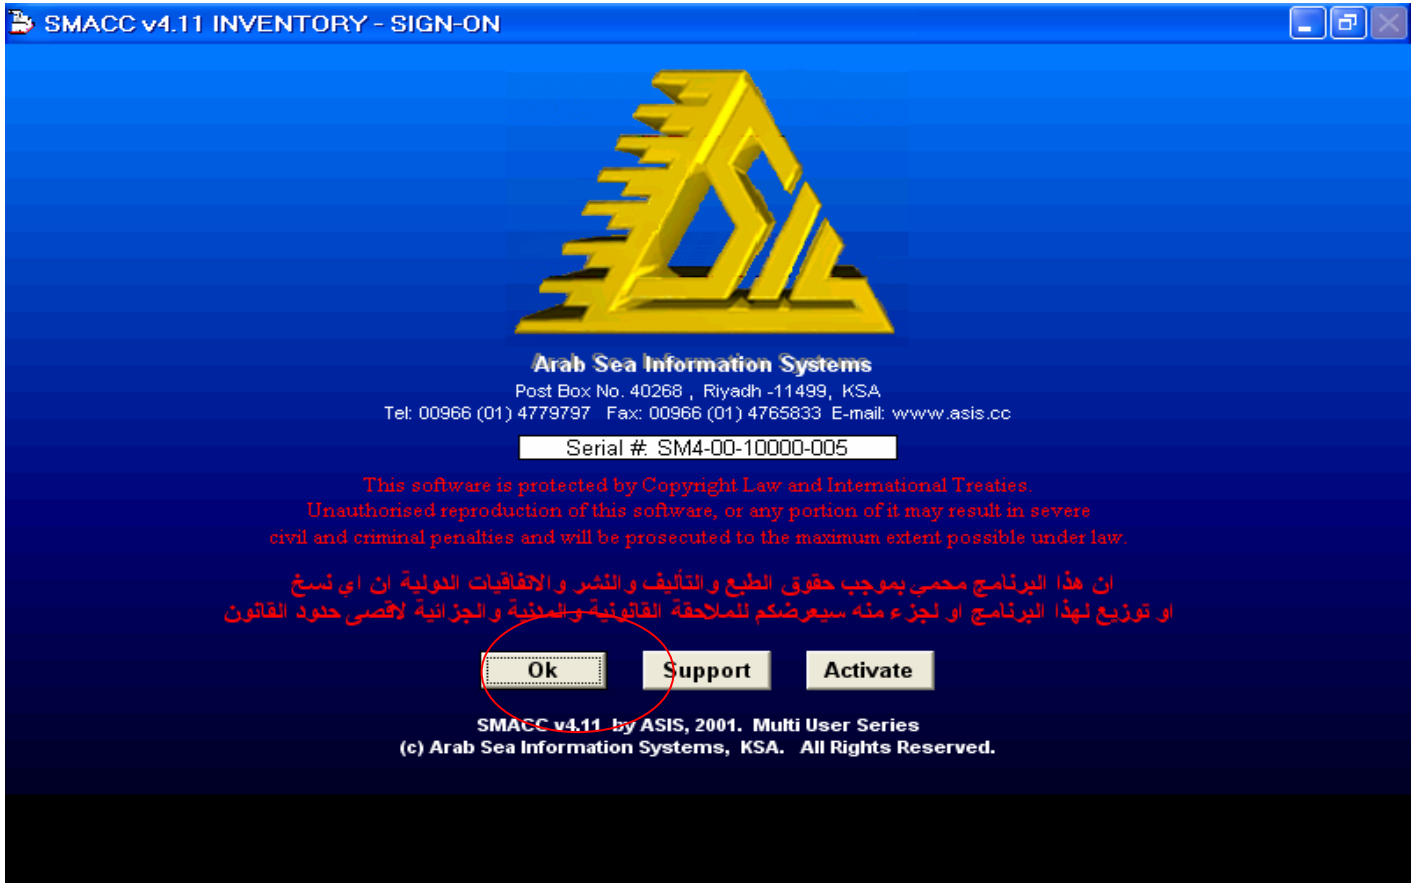 SMACC v4.11 INVENTORY - SIGN-ON
Arab Sea Information Systems
Post Box No. 40268 , Riyadh -11499, KSA
Tel: 00966 (01) 4779797 Fax: 00966 (01) 4765833 E-mail: www.asis.cc
Serial #: SM4-00-10000-005
This software is protected by Copyright Law and International Treaties.
Unauthorised reproduction of this software, or any portion of it may result in severe
civil and criminal penalties and will be prosecuted to the maximum extent possible under law.
ان هذا البرنامج محمي بموجب حقوق الطبع والتأليف والنشر والاتفاقيات الدولية ان اي نسخ
او توزيع لهذا البرنامج او لجزء منه سيعرضكم للملاحقة القانونية والمدنية والجزائية لاقصى حدود القانون
Ok Support Activate
SMACC v4.11 by ASIS, 2001. Multi User Series
(c) Arab Sea Information Systems, KSA. All Rights Reserved.